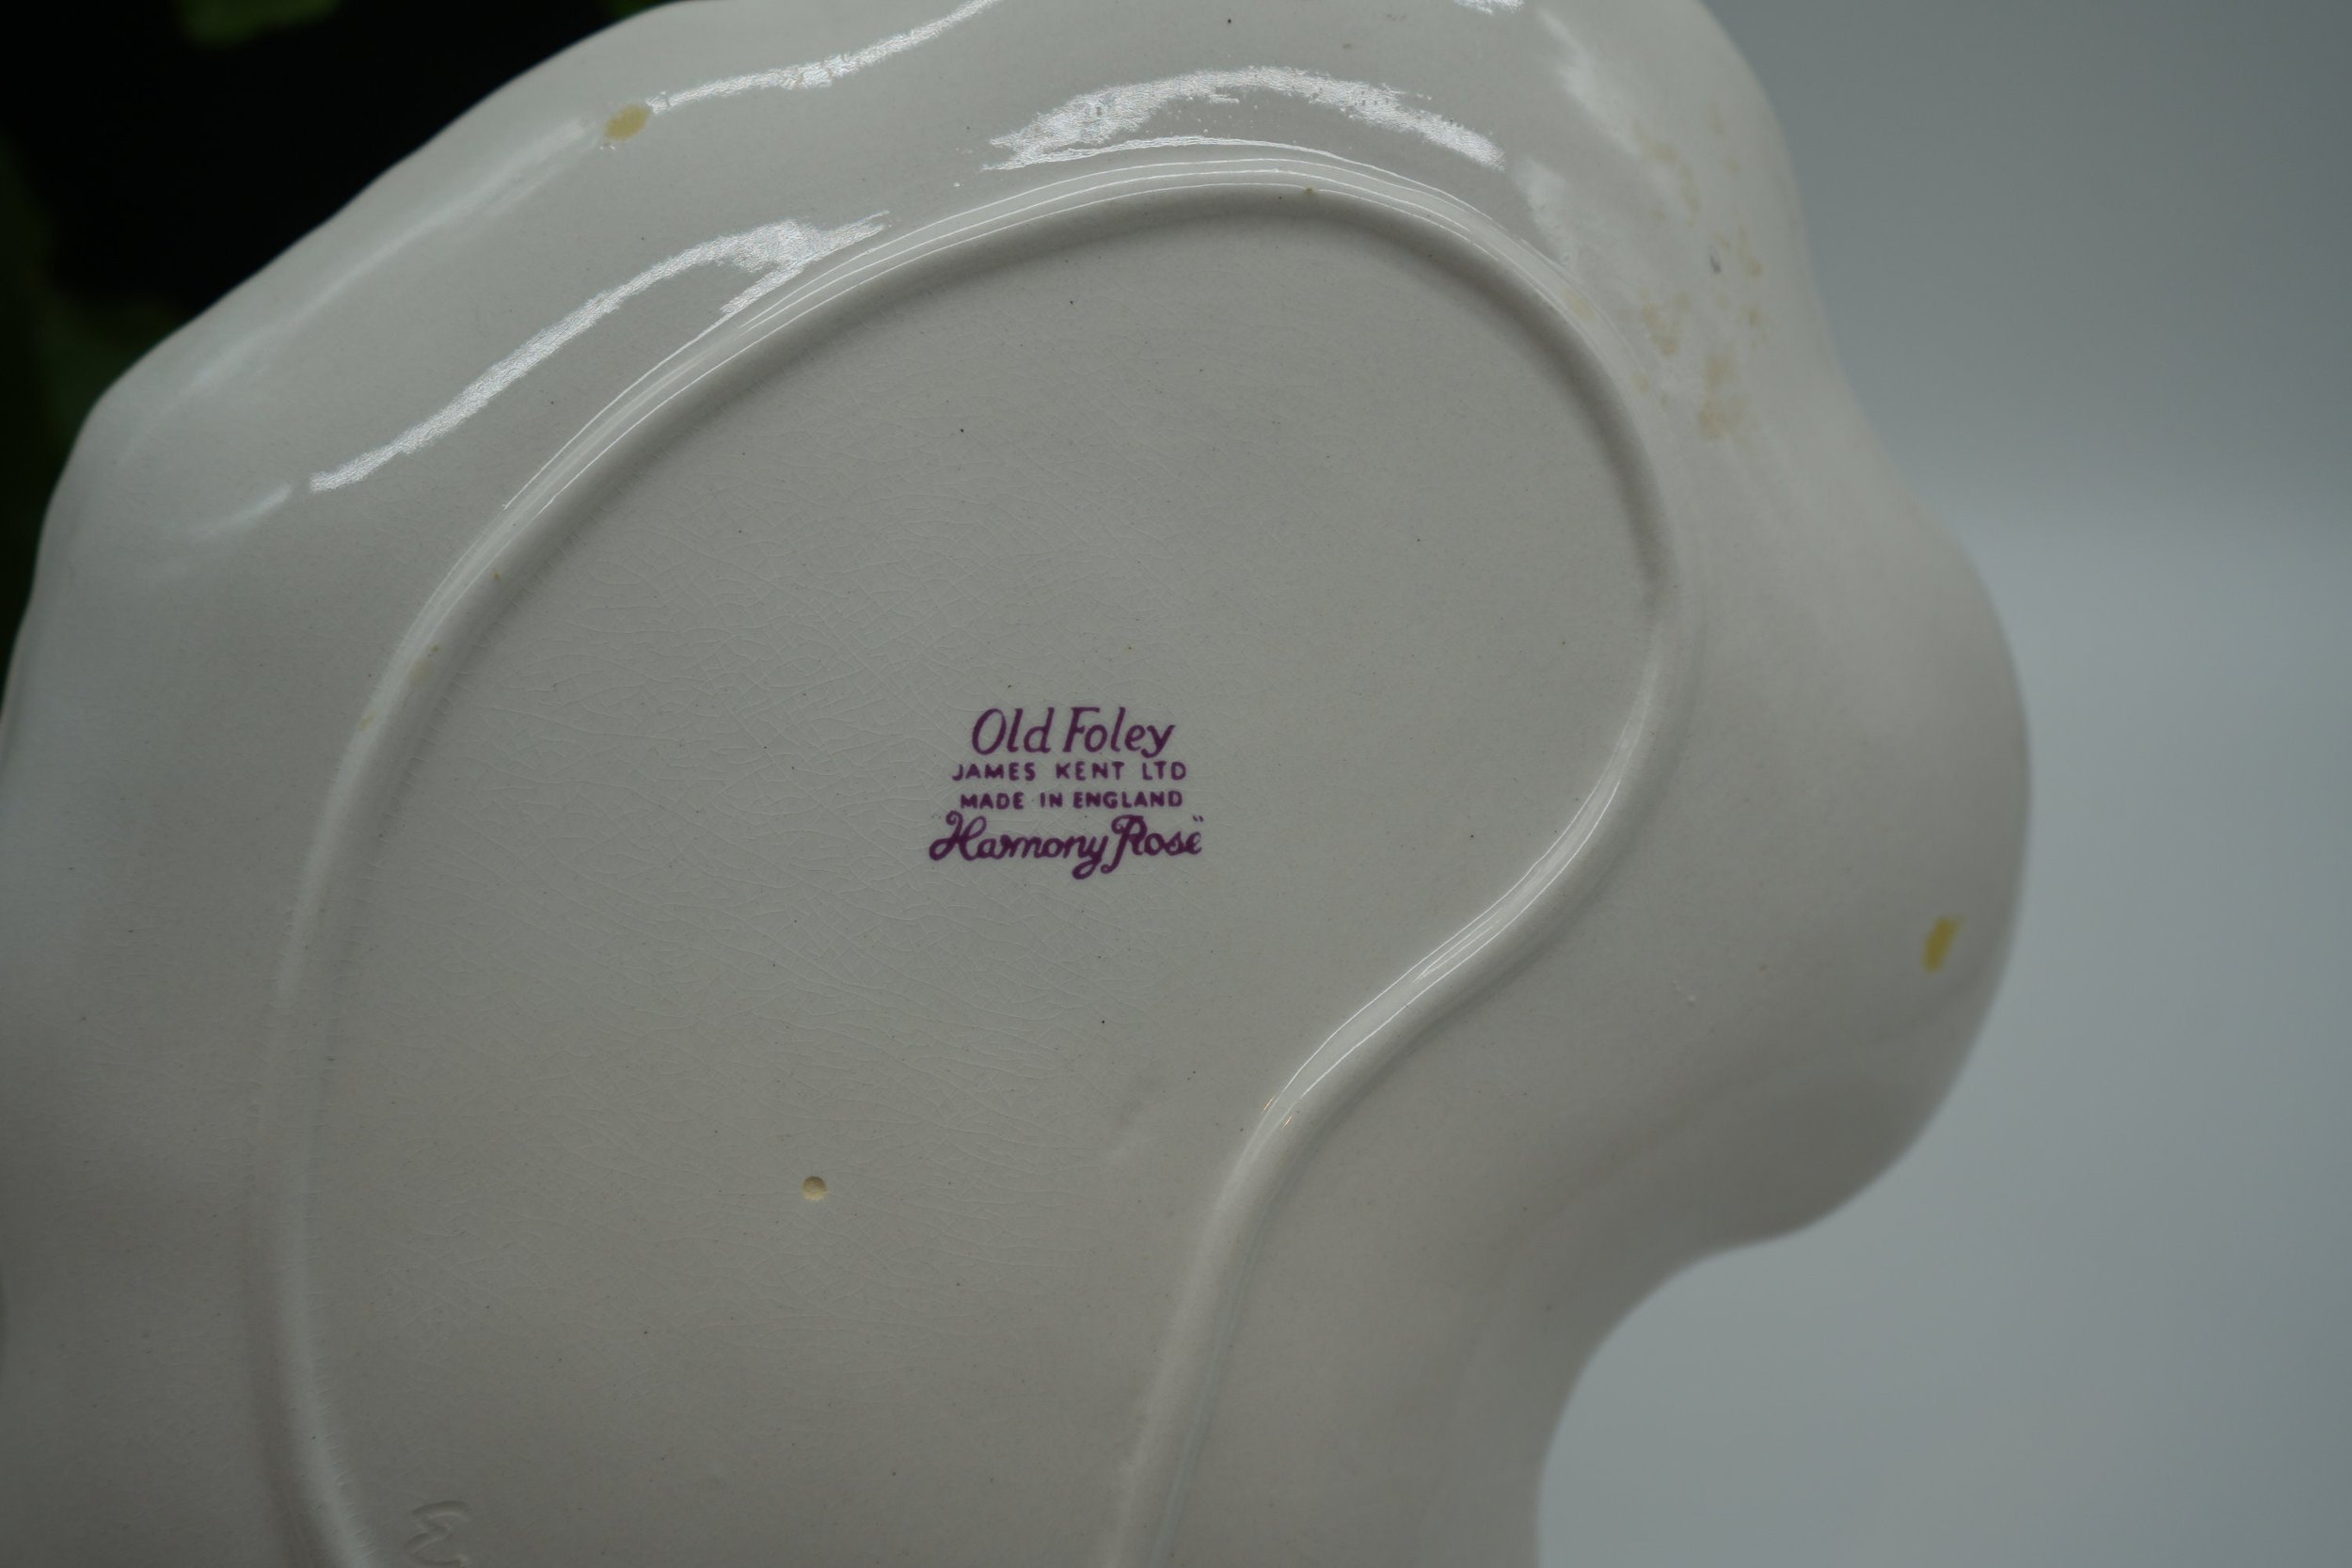 Old Foley
JAMES KENT LTD
MADE IN ENGLAND
"Harmony Rose"